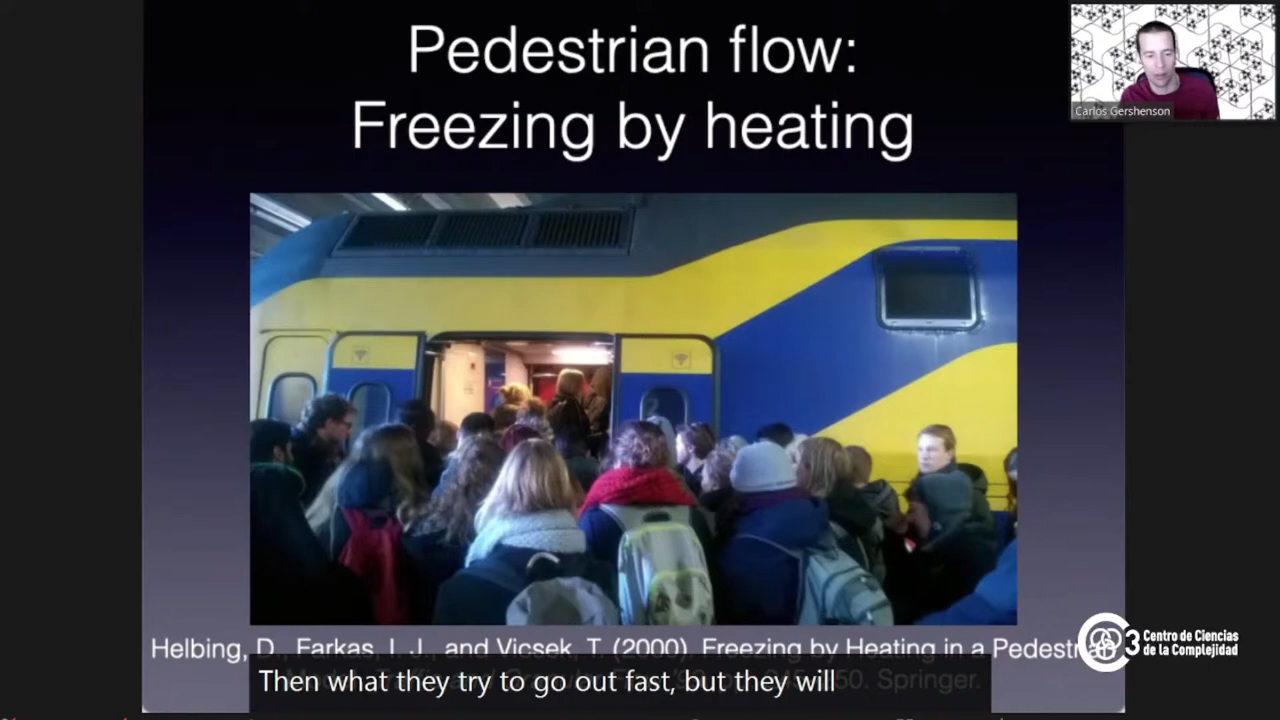 Pedestrian flow:
Freezing by heating
Carlos Gershenson
Helbing, D., Farkas, I. J., and Vicsek, T. (2000). Freezing by Heating in a
50. Springer.
Then what they try to go out fast, but they will
C3 Centro de Ciencias
de la Complejidad